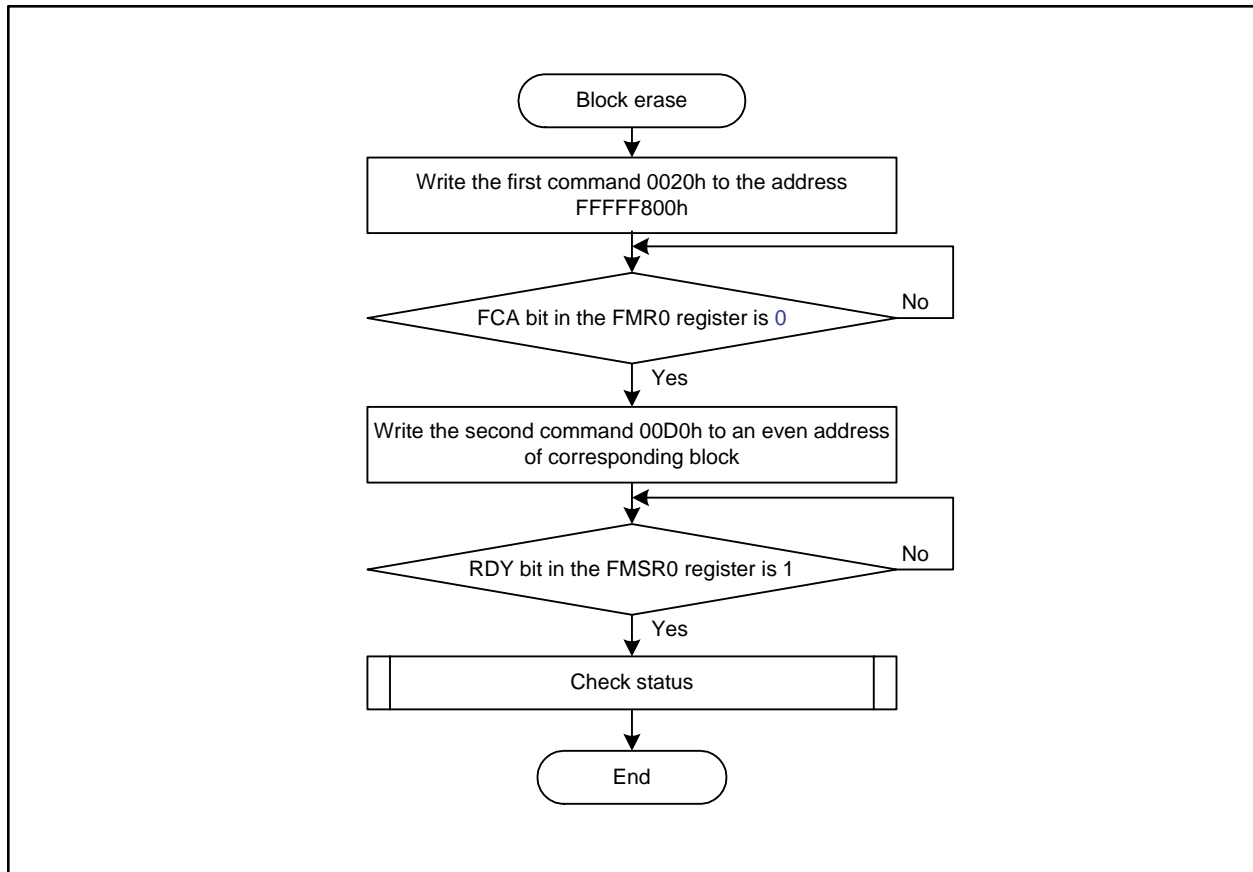 Block erase
Write the first command 0020h to the address
FFFFF800h
No
FCA bit in the FMR0 register is 0
Yes
Write the second command 00D0h to an even address
of corresponding block
No
RDY bit in the FMSR0 register is 1
Yes
Check status
End